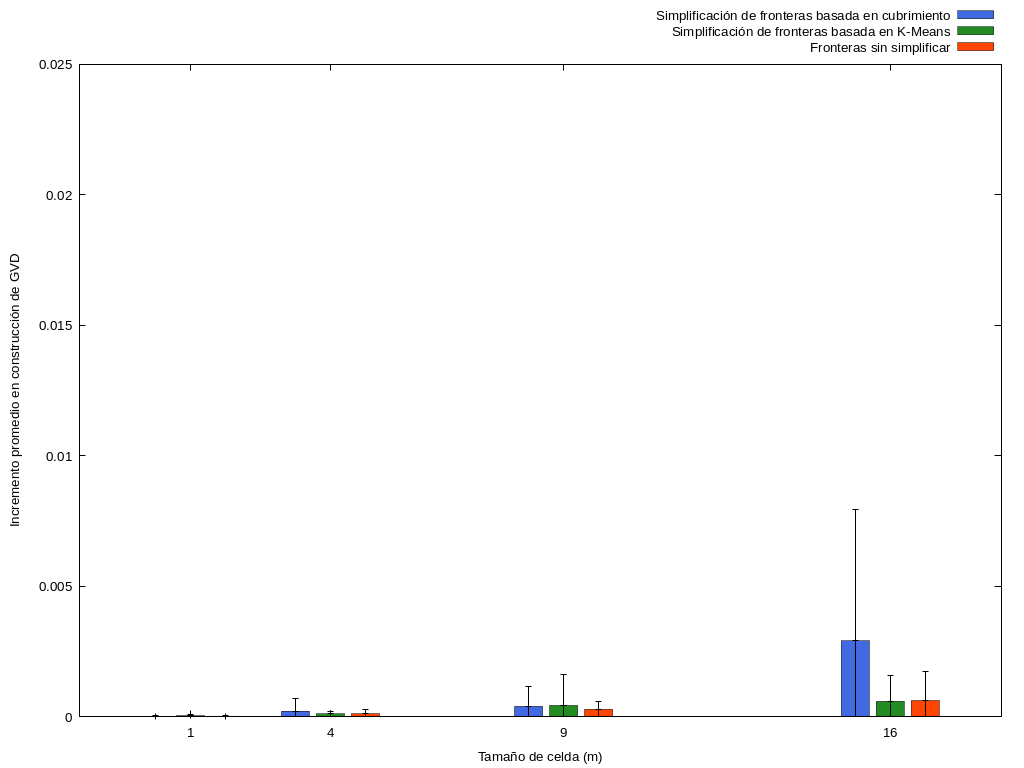 Simplificación de fronteras basada en cubrimiento
Simplificación de fronteras basada en K-Means
Fronteras sin simplificar
0.025
0.02
0.015
0.01
0.005
0
Incremento promedio en construcción de GVD
1 4 9 16
Tamaño de celda (m)